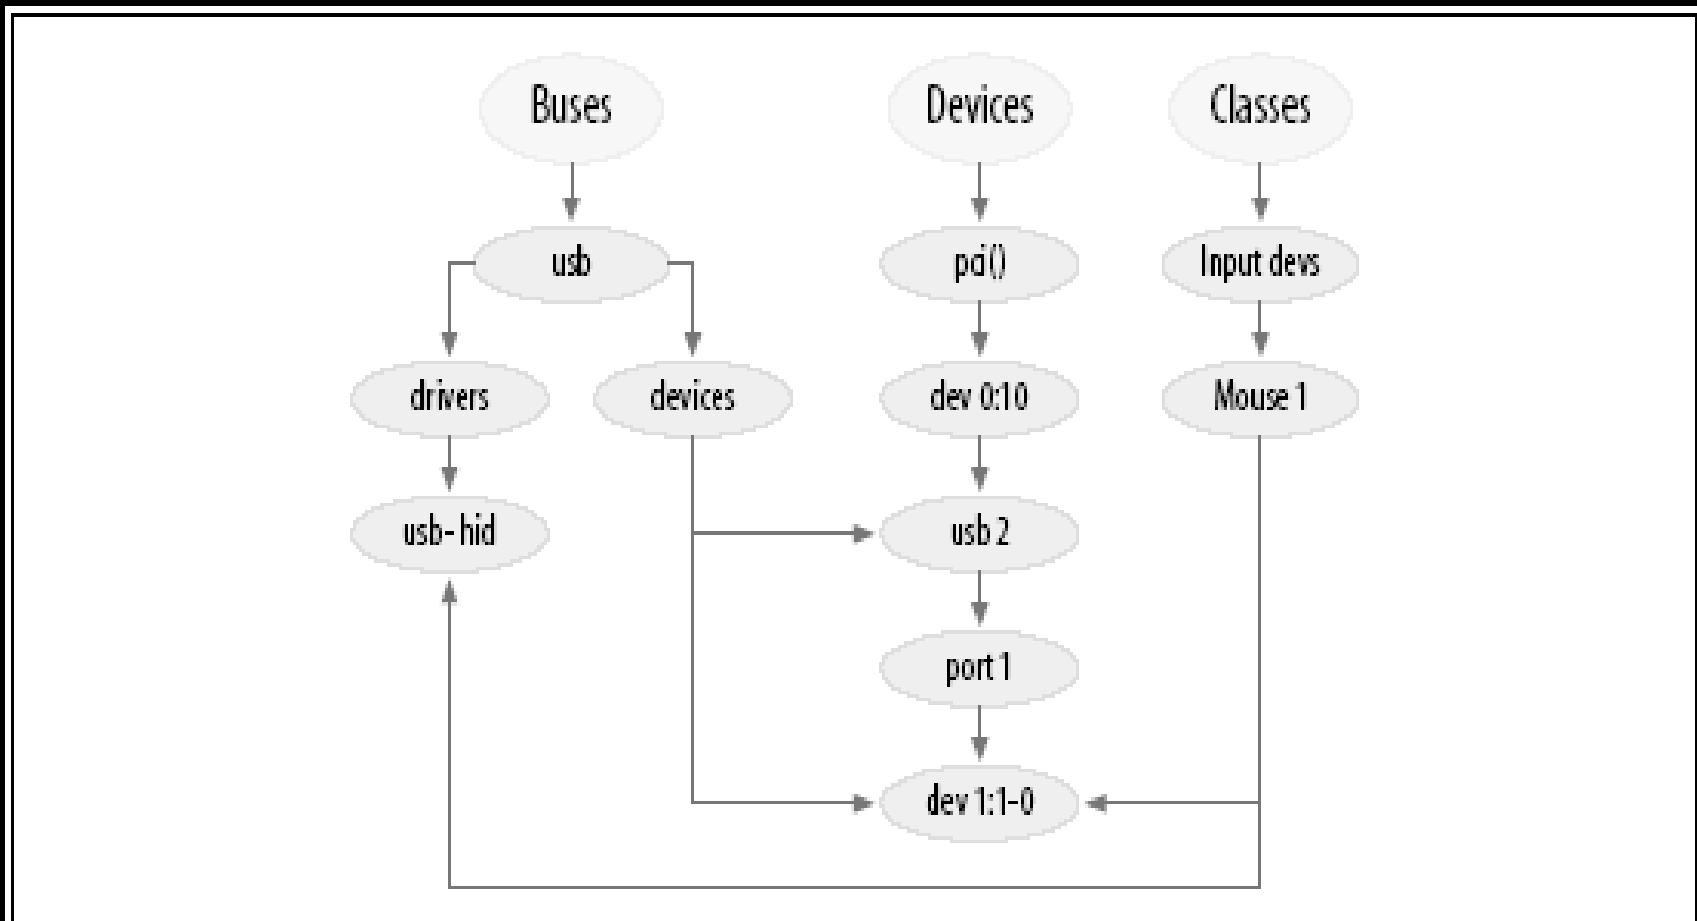 Buses
Devices
Classes
usb
pci()
Input devs
drivers
devices
dev 0:10
Mouse 1
usb-hid
usb 2
port 1
dev 1:1-0